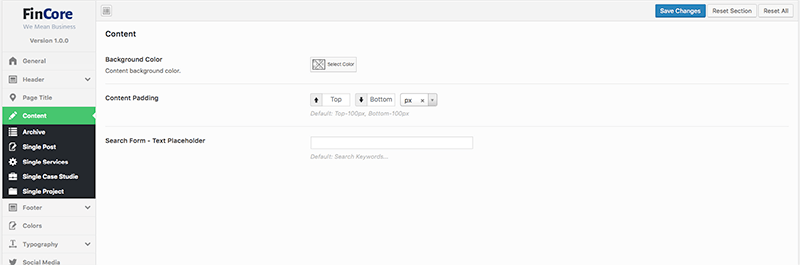 FinCore
We Mean Business
Version 1.0.0
General
Header
Page Title
Content
Archive
Single Post
Single Services
Single Case Studie
Single Project
Footer
Colors
Typography
Social Media
Save Changes
Reset Section
Reset All
Content
Background Color
Content background color.
Select Color
Content Padding
Top
Bottom
px ×
Default: Top-100px, Bottom-100px
Search Form - Text Placeholder
Default: Search Keywords...